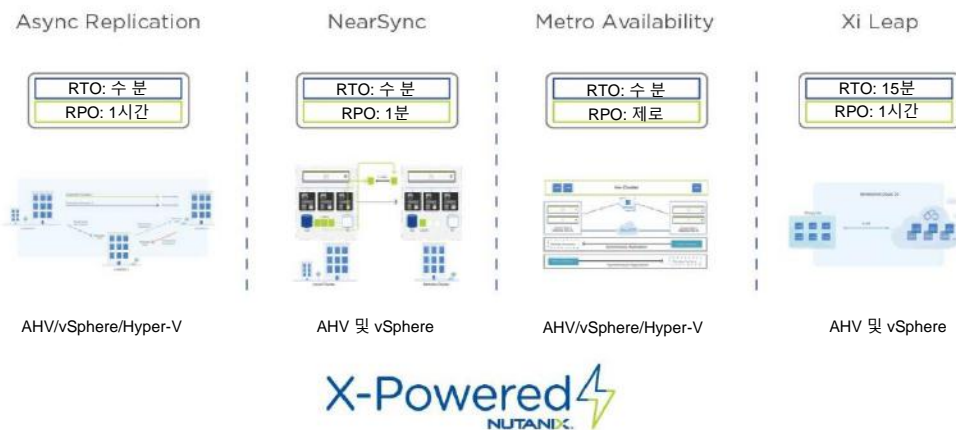 Async Replication
NearSync
Metro Availability
Xi Leap
RTO: 수 분
RPO: 1시간
RTO: 수 분
RPO: 1분
RTO: 수 분
RPO: 제로
RTO: 15분
RPO: 1시간
AHV/vSphere/Hyper-V
AHV 및 vSphere
AHV/vSphere/Hyper-V
AHV 및 vSphere
X-Powered
NUTANIX